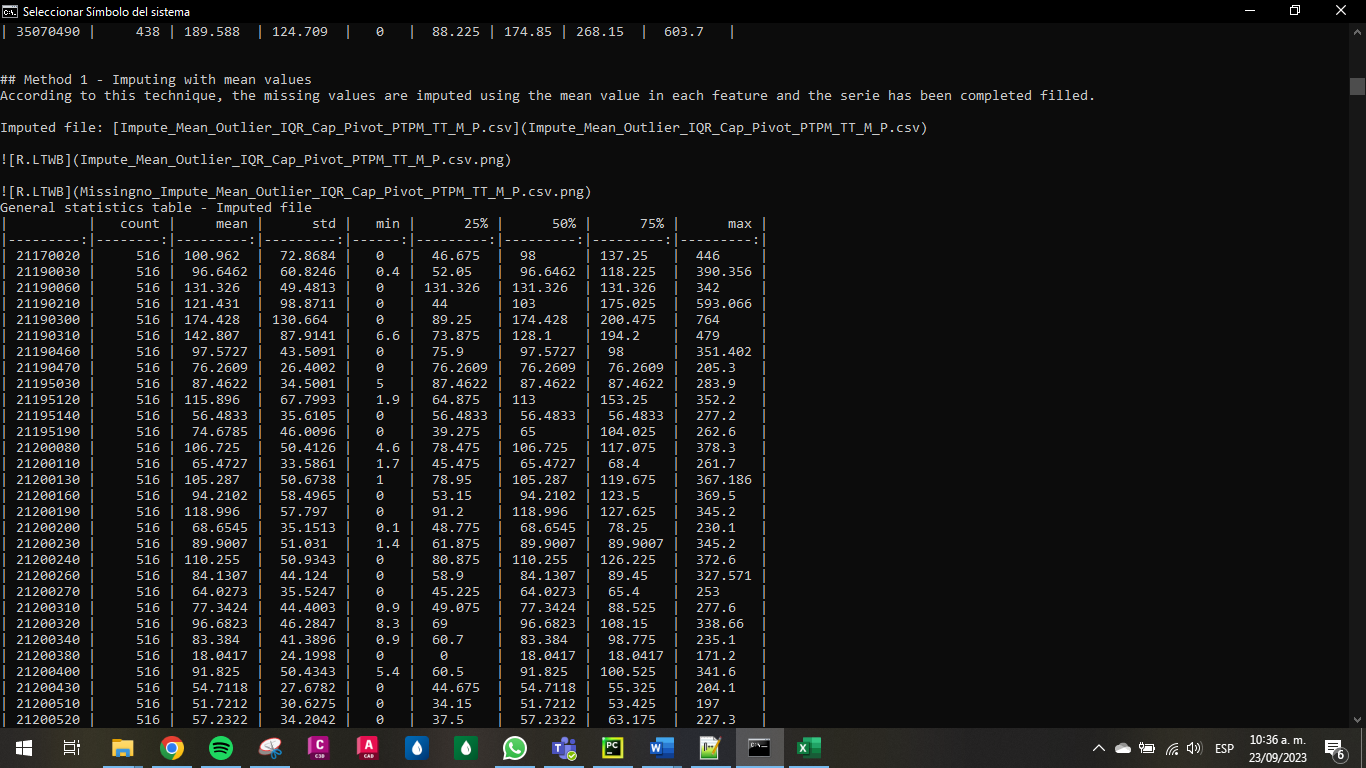 Seleccionar Símbolo del sistema
| 35070490 |     438 | 189.588  | 124.709  |   0   |  88.225 | 174.85 | 268.15  |  603.7   |
## Method 1 - Imputing with mean values
According to this technique, the missing values are imputed using the mean value in each feature and the serie has been completed filled.
Imputed file: [Impute_Mean_Outlier_IQR_Cap_Pivot_PTPM_TT_M_P.csv](Impute_Mean_Outlier_IQR_Cap_Pivot_PTPM_TT_M_P.csv)
![R.LTWB](Impute_Mean_Outlier_IQR_Cap_Pivot_PTPM_TT_M_P.csv.png)
![R.LTWB](Missingno_Impute_Mean_Outlier_IQR_Cap_Pivot_PTPM_TT_M_P.csv.png)
General statistics table - Imputed file
|          |   count |     mean |      std |   min |      25% |      50% |     75% |      max |
|---------:|--------:|---------:|---------:|------:|---------:|---------:|---------:|---------:|
| 21170020 |     516 | 100.962  |  72.8684 |   0   |  46.675  |  98      | 137.25   | 446      |
| 21190030 |     516 |  96.6462 |  60.8246 |   0.4 |  52.05   |  96.6462 | 118.225  | 390.356  |
| 21190060 |     516 | 131.326  |  49.4813 |   0   | 131.326  | 131.326  | 131.326  | 342      |
| 21190210 |     516 | 121.431  |  98.8711 |   0   |  44      | 103      | 175.025  | 593.066  |
| 21190300 |     516 | 174.428  | 130.664  |   0   |  89.25   | 174.428  | 200.475  | 764      |
| 21190310 |     516 | 142.807  |  87.9141 |   6.6 |  73.875  | 128.1    | 194.2    | 479      |
| 21190460 |     516 |  97.5727 |  43.5091 |   0   |  75.9    |  97.5727 |  98      | 351.402  |
| 21190470 |     516 |  76.2609 |  26.4002 |   0   |  76.2609 |  76.2609 |  76.2609 | 205.3    |
| 21195030 |     516 |  87.4622 |  34.5001 |   5   |  87.4622 |  87.4622 |  87.4622 | 283.9    |
| 21195120 |     516 | 115.896  |  67.7993 |   1.9 |  64.875  | 113      | 153.25   | 352.2    |
| 21195140 |     516 |  56.4833 |  35.6105 |   0   |  56.4833 |  56.4833 |  56.4833 | 277.2    |
| 21195190 |     516 |  74.6785 |  46.0096 |   0   |  39.275  |  65      | 104.025  | 262.6    |
| 21200080 |     516 | 106.725  |  50.4126 |   4.6 |  78.475  | 106.725  | 117.075  | 378.3    |
| 21200110 |     516 |  65.4727 |  33.5861 |   1.7 |  45.475  |  65.4727 |  68.4    | 261.7    |
| 21200130 |     516 | 105.287  |  50.6738 |   1   |  78.95   | 105.287  | 119.675  | 367.186  |
| 21200160 |     516 |  94.2102 |  58.4965 |   0   |  53.15   |  94.2102 | 123.5    | 369.5    |
| 21200190 |     516 | 118.996  |  57.797  |   0   |  91.2    | 118.996  | 127.625  | 345.2    |
| 21200200 |     516 |  68.6545 |  35.1513 |   0.1 |  48.775  |  68.6545 |  78.25   | 230.1    |
| 21200230 |     516 |  89.9007 |  51.031  |   1.4 |  61.875  |  89.9007 |  89.9007 | 345.2    |
| 21200240 |     516 | 110.255  |  50.9343 |   0   |  80.875  | 110.255  | 126.225  | 372.6    |
| 21200260 |     516 |  84.1307 |  44.124  |   0   |  58.9    |  84.1307 |  89.45   | 327.571  |
| 21200270 |     516 |  64.0273 |  35.5247 |   0   |  45.225  |  64.0273 |  65.4    | 253      |
| 21200310 |     516 |  77.3424 |  44.4003 |   0.9 |  49.075  |  77.3424 |  88.525  | 277.6    |
| 21200320 |     516 |  96.6823 |  46.2847 |   8.3 |  69      |  96.6823 | 108.15   | 338.66   |
| 21200340 |     516 |  83.384  |  41.3896 |   0.9 |  60.7    |  83.384  |  98.775  | 235.1    |
| 21200380 |     516 |  18.0417 |  24.1998 |   0   |   0      |  18.0417 |  18.0417 | 171.2    |
| 21200400 |     516 |  91.825  |  50.4343 |   5.4 |  60.5    |  91.825  | 100.525  | 341.6    |
| 21200430 |     516 |  54.7118 |  27.6782 |   0   |  44.675  |  54.7118 |  55.325  | 204.1    |
| 21200510 |     516 |  51.7212 |  30.6275 |   0   |  34.15   |  51.7212 |  53.425  | 197      |
| 21200520 |     516 |  57.2322 |  34.2042 |   0   |  37.5    |  57.2322 |  63.175  | 227.3    |
ESP
10:36 a. m.
23/09/2023
6